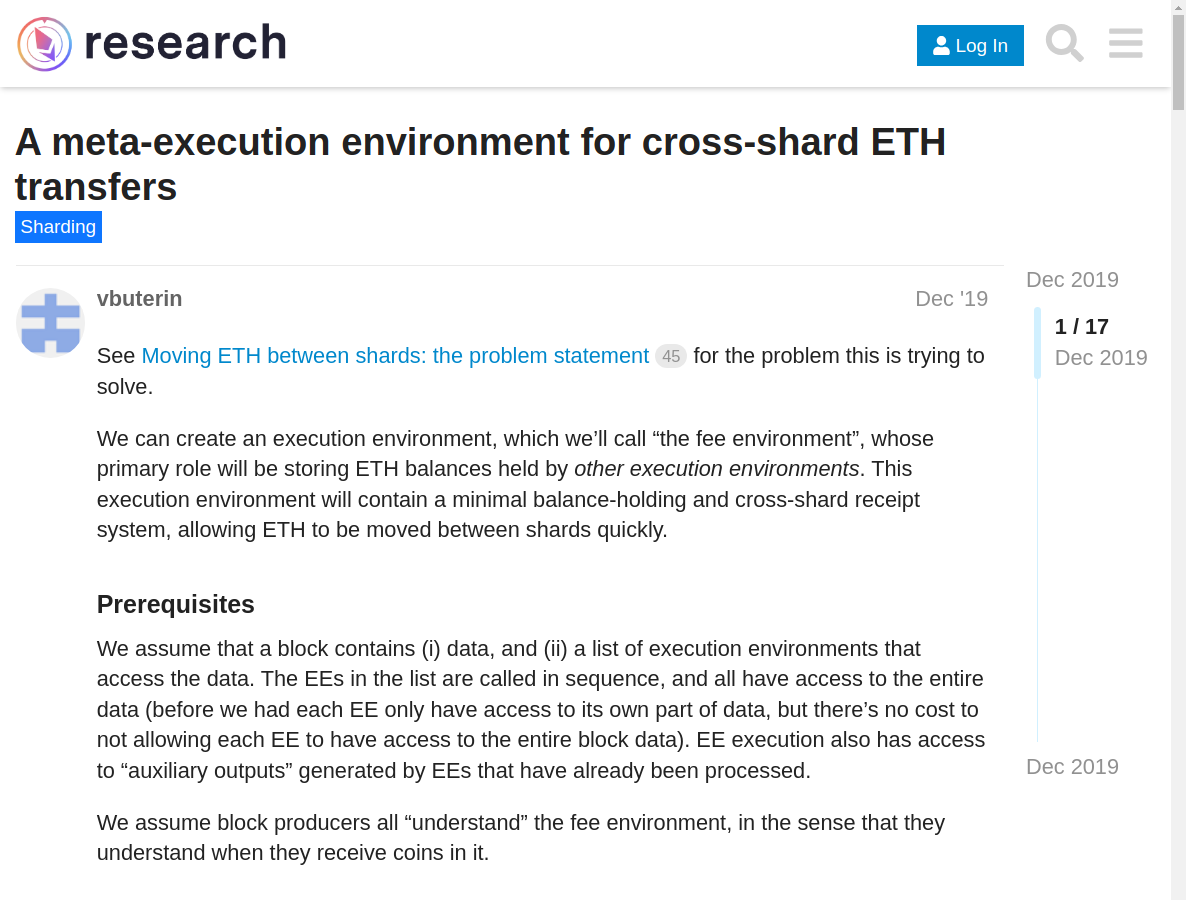 research
Log In
A meta-execution environment for cross-shard ETH
transfers
Sharding
vbuterin
Dec '19
See Moving ETH between shards: the problem statement 45 for the problem this is trying to
solve.
We can create an execution environment, which we’ll call “the fee environment”, whose
primary role will be storing ETH balances held by other execution environments. This
execution environment will contain a minimal balance-holding and cross-shard receipt
system, allowing ETH to be moved between shards quickly.
Prerequisites
We assume that a block contains (i) data, and (ii) a list of execution environments that
access the data. The EEs in the list are called in sequence, and all have access to the entire
data (before we had each EE only have access to its own part of data, but there’s no cost to
not allowing each EE to have access to the entire block data). EE execution also has access
to “auxiliary outputs” generated by EEs that have already been processed.
We assume block producers all “understand” the fee environment, in the sense that they
understand when they receive coins in it.
Dec 2019
1 / 17
Dec 2019
Dec 2019